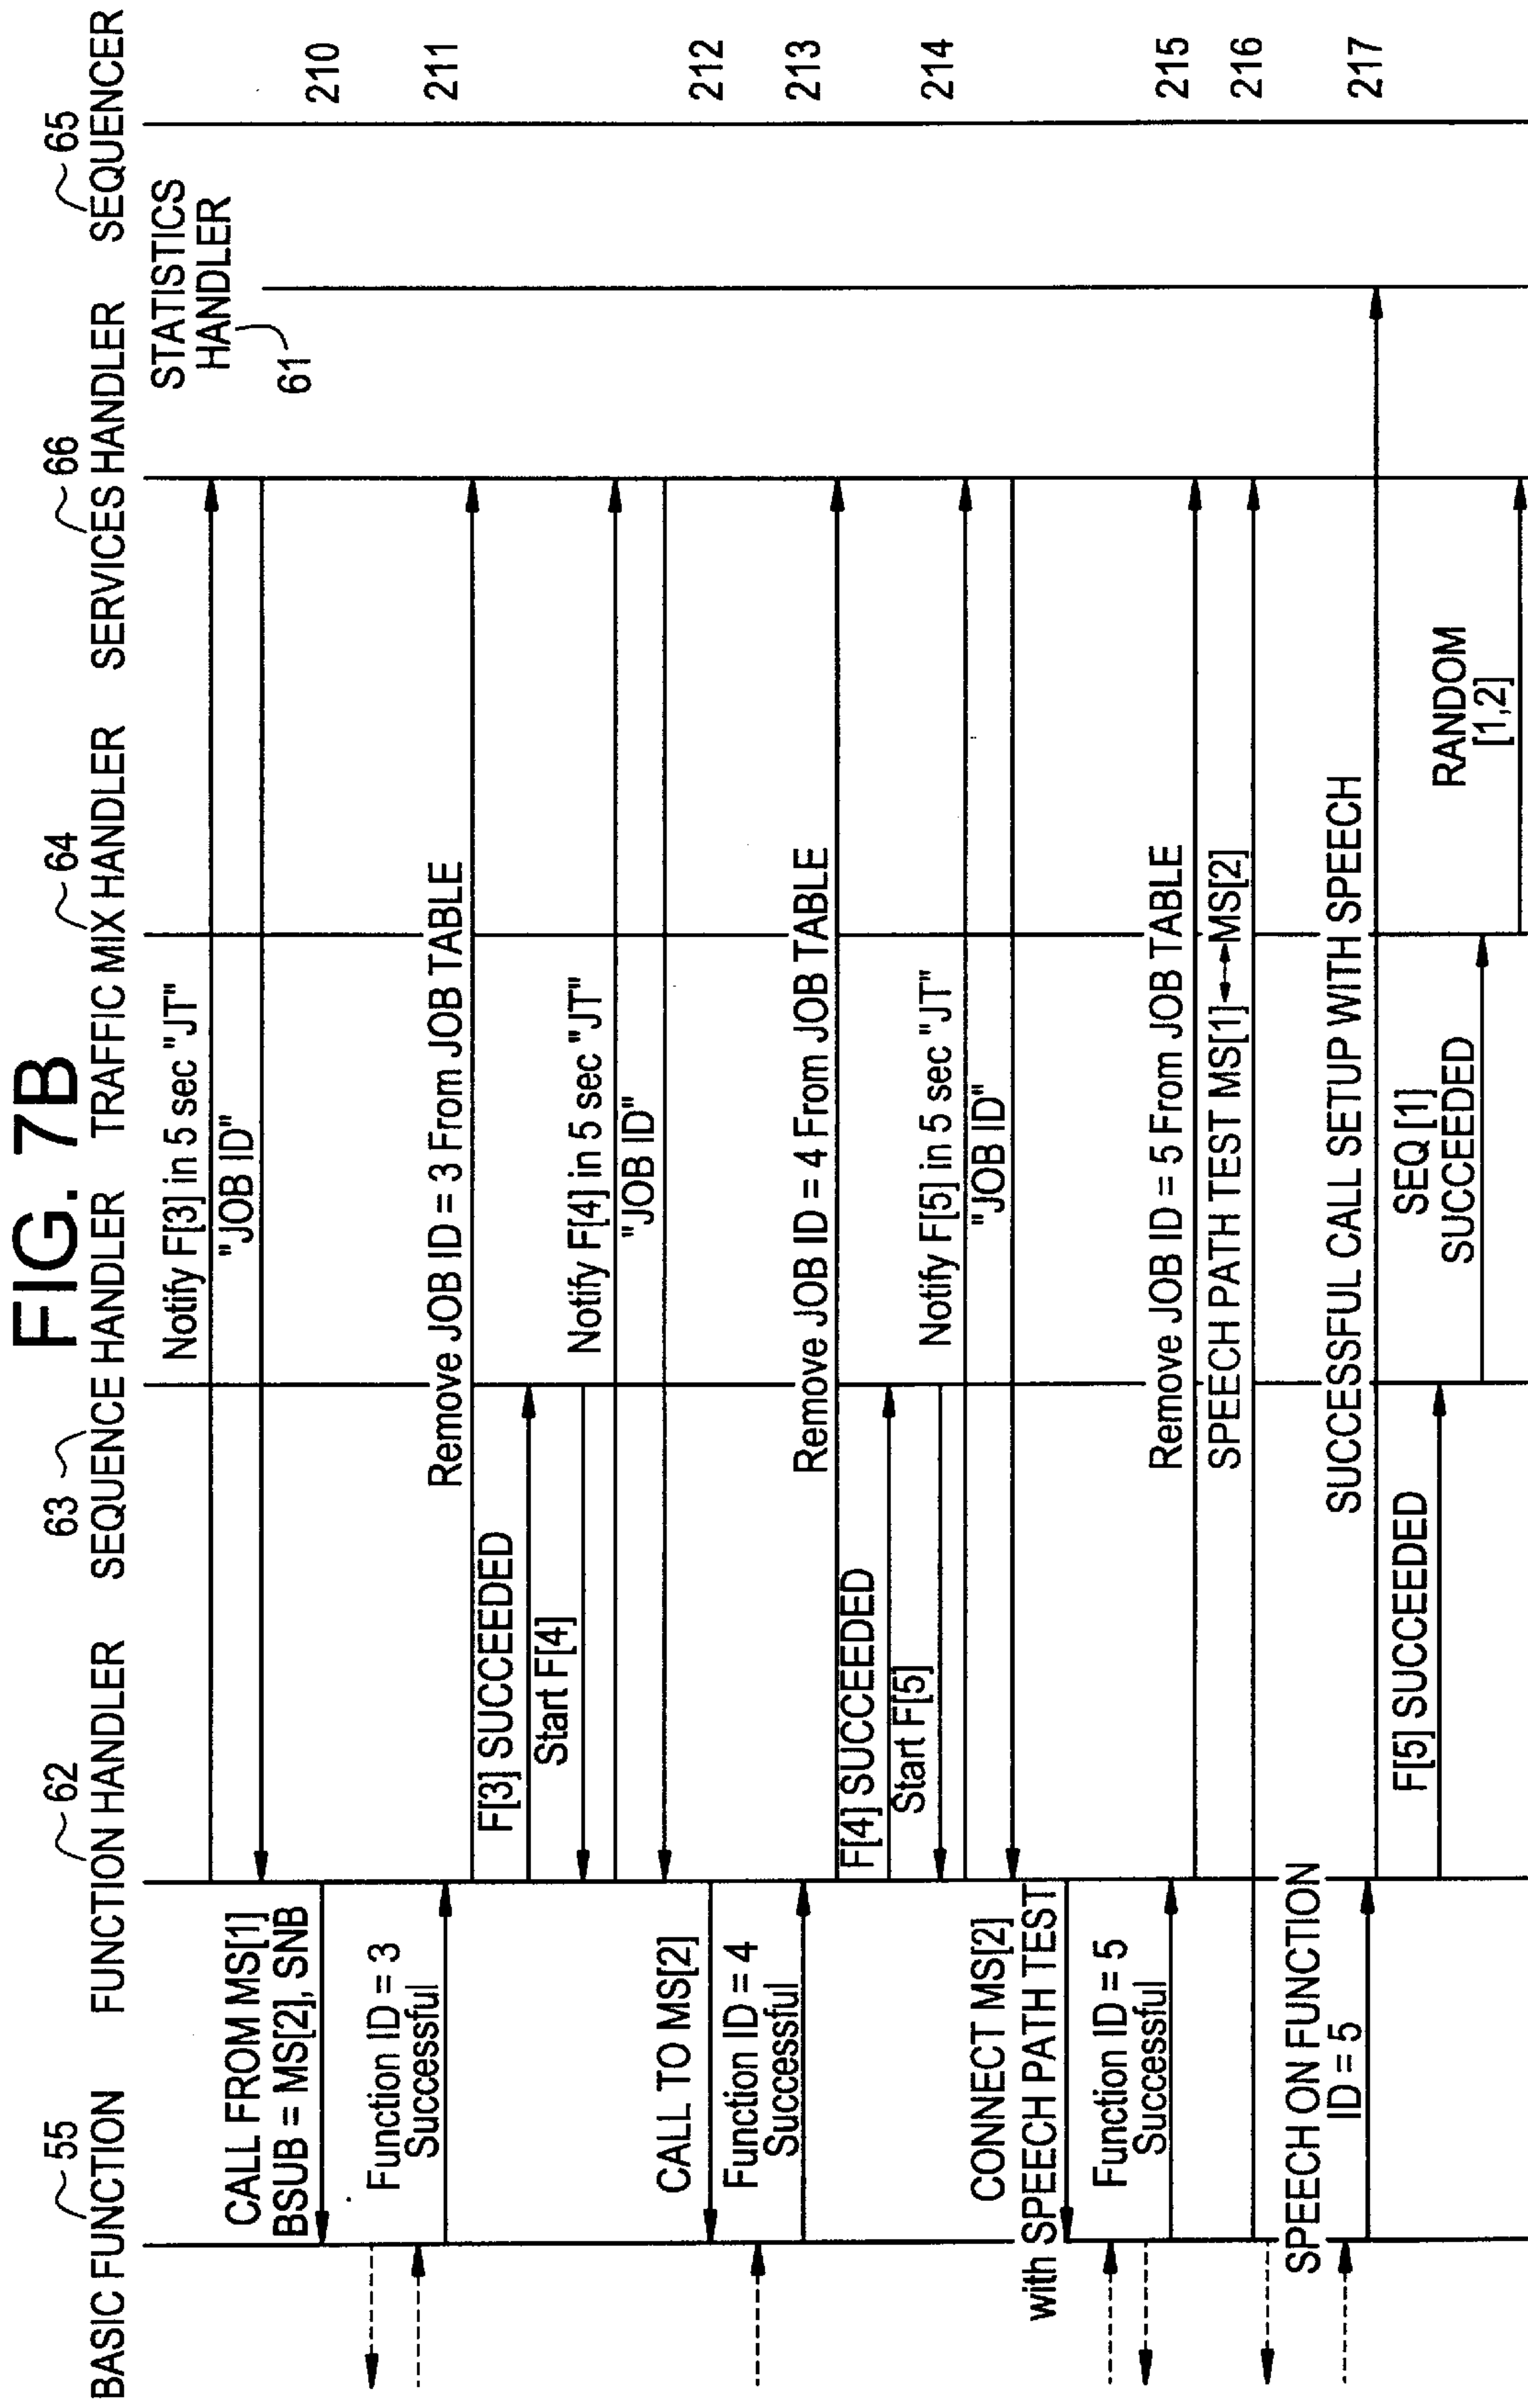 FIG. 7B
55
BASIC FUNCTION
62
FUNCTION HANDLER
63
SEQUENCE HANDLER
64
TRAFFIC MIX HANDLER
66
SERVICES HANDLER
65
SEQUENCER
STATISTICS
HANDLER
61
Notify F[3] in 5 sec "JT"
"JOB ID"
CALL FROM MS[1]
BSUB = MS[2], SNB
210
Function ID = 3
Successful
211
Remove JOB ID = 3 From JOB TABLE
F[3] SUCCEEDED
Start F[4]
Notify F[4] in 5 sec "JT"
"JOB ID"
CALL TO MS[2]
212
Function ID = 4
Successful
213
Remove JOB ID = 4 From JOB TABLE
F[4] SUCCEEDED
Start F[5]
Notify F[5] in 5 sec "JT"
214
"JOB ID"
CONNECT MS[2]
with SPEECH PATH TEST
Function ID = 5
Successful
215
Remove JOB ID = 5 From JOB TABLE
SPEECH PATH TEST MS[1]↔MS[2]
216
SPEECH ON FUNCTION
ID = 5
217
SUCCESSFUL CALL SETUP WITH SPEECH
F[5] SUCCEEDED
SEQ [1]
SUCCEEDED
RANDOM
[1,2]